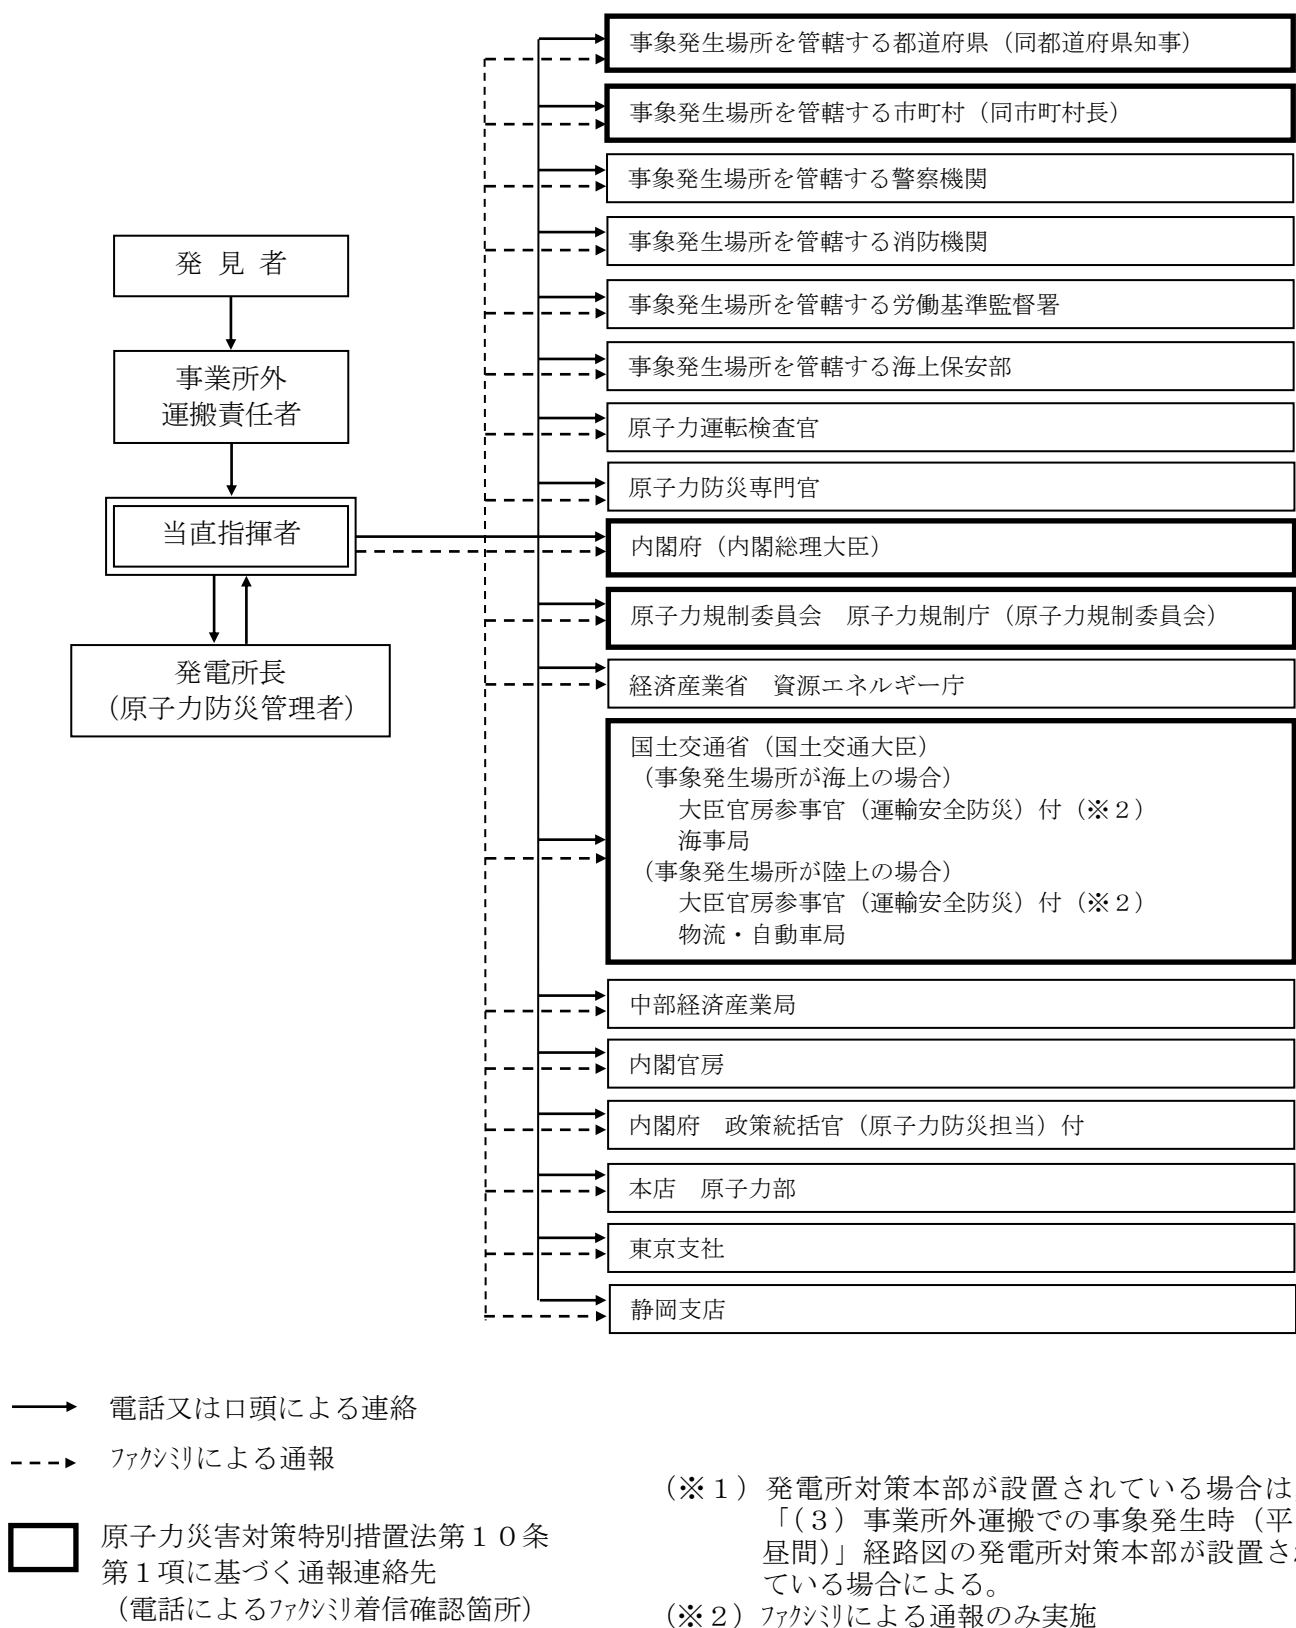 発見者
事業所外
運搬責任者
当直指揮者
発電所長
（原子力防災管理者）
事象発生場所を管轄する都道府県（同都道府県知事）
事象発生場所を管轄する市町村（同市町村長）
事象発生場所を管轄する警察機関
事象発生場所を管轄する消防機関
事象発生場所を管轄する労働基準監督署
事象発生場所を管轄する海上保安部
原子力運転検査官
原子力防災専門官
内閣府（内閣総理大臣）
原子力規制委員会　原子力規制庁（原子力規制委員会）
経済産業省　資源エネルギー庁
国土交通省（国土交通大臣）
（事象発生場所が海上の場合）
大臣官房参事官（運輸安全防災）付（※２）
海事局
（事象発生場所が陸上の場合）
大臣官房参事官（運輸安全防災）付（※２）
物流・自動車局
中部経済産業局
内閣官房
内閣府　政策統括官（原子力防災担当）付
本店　原子力部
東京支社
静岡支店
電話又は口頭による連絡
ﾌｧｸｼﾐﾘによる通報
原子力災害対策特別措置法第１０条
第１項に基づく通報連絡先
（電話によるﾌｧｸｼﾐﾘ着信確認箇所）
（※１）発電所対策本部が設置されている場合は
「（３）事業所外運搬での事象発生時（平
昼間）」経路図の発電所対策本部が設置さ
ている場合による。
（※２）ﾌｧｸｼﾐﾘによる通報のみ実施